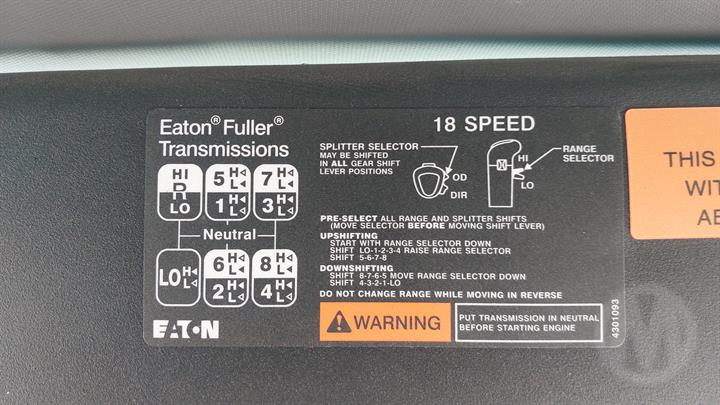 Eaton® Fuller®
Transmissions
HI
R
LO
5 H L
7 H L
1 H L
3 H L
Neutral
LO H L
6 H L
8 H L
2 H L
4 H L
EATON
18 SPEED
SPLITTER SELECTOR
MAY BE SHIFTED
IN ALL GEAR SHIFT
LEVER POSITIONS
OD
DIR
HI
LO
RANGE
SELECTOR
PRE-SELECT ALL RANGE AND SPLITTER SHIFTS
(MOVE SELECTOR BEFORE MOVING SHIFT LEVER)
UPSHIFTING
START WITH RANGE SELECTOR DOWN
SHIFT LO-1-2-3-4 RAISE RANGE SELECTOR
SHIFT 5-6-7-8
DOWNSHIFTING
SHIFT 8-7-6-5 MOVE RANGE SELECTOR DOWN
SHIFT 4-3-2-1-LO
DO NOT CHANGE RANGE WHILE MOVING IN REVERSE
WARNING
PUT TRANSMISSION IN NEUTRAL
BEFORE STARTING ENGINE
4301093
THIS
WIT
AB
W